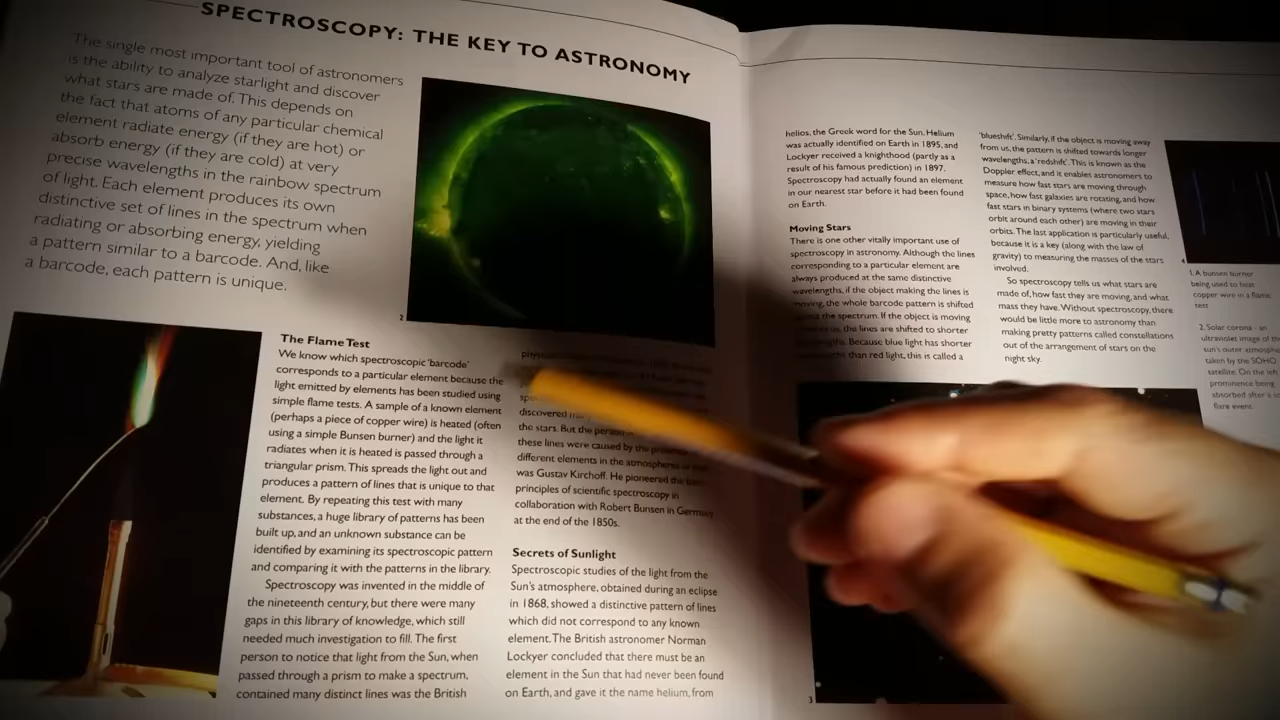 SPECTROSCOPY: THE KEY TO ASTRONOMY
The single most important tool of astronomers
is the ability to analyze starlight and discover
what stars are made of. This depends on
the fact that atoms of any particular chemical
element radiate energy (if they are hot) or
absorb energy (if they are cold) at very
precise wavelengths in the rainbow spectrum
of light. Each element produces its own
distinctive set of lines in the spectrum when
radiating or absorbing energy, yielding
a pattern similar to a barcode. And, like
a barcode, each pattern is unique.
2
The Flame Test
We know which spectroscopic 'barcode'
corresponds to a particular element because the
light emitted by elements has been studied using
simple flame tests. A sample of a known element
(perhaps a piece of copper wire) is heated (often
using a simple Bunsen burner) and the light it
radiates when it is heated is passed through a
triangular prism. This spreads the light out and
produces a pattern of lines that is unique to that
element. By repeating this test with many
substances, a huge library of patterns has been
built up, and an unknown substance can be
identified by examining its spectroscopic pattern
and comparing it with the patterns in the library.
Spectroscopy was invented in the middle of
the nineteenth century, but there were many
gaps in this library of knowledge, which still
needed much investigation to fill. The first
person to notice that light from the Sun, when
passed through a prism to make a spectrum,
contained many distinct lines was the British
discovered
the stars. But the person
these lines were caused by the
different elements in the atmospheres
was Gustav Kirchoff. He pioneered the
principles of scientific spectroscopy in
collaboration with Robert Bunsen in Germany
at the end of the 1850s.
Secrets of Sunlight
Spectroscopic studies of the light from the
Sun's atmosphere, obtained during an eclipse
in 1868, showed a distinctive pattern of lines
which did not correspond to any known
element. The British astronomer Norman
Lockyer concluded that there must be an
element in the Sun that had never been found
on Earth, and gave it the name helium, from
helios, the Greek word for the Sun. Helium
was actually identified on Earth in 1895, and
Lockyer received a knighthood (partly as a
result of his famous prediction) in 1897.
Spectroscopy had actually found an element
in our nearest star before it had been found
on Earth.
Moving Stars
There is one other vitally important use of
spectroscopy in astronomy. Although the lines
corresponding to a particular element are
always produced at the same distinctive
wavelengths, if the object making the lines is
moving, the whole barcode pattern is shifted
the spectrum. If the object is moving
us, the lines are shifted to shorter
Because blue light has shorter
than red light, this is called a
'blueshift'. Similarly, if the object is moving away
from us, the pattern is shifted towards longer
wavelengths, a 'redshift'. This is known as the
Doppler effect, and it enables astronomers to
measure how fast stars are moving through
space, how fast galaxies are rotating, and how
fast stars in binary systems (where two stars
orbit around each other) are moving in their
orbits. The last application is particularly useful,
because it is a key (along with the law of
gravity) to measuring the masses of the stars
involved.
So spectroscopy tells us what stars are
made of, how fast they are moving, and what
mass they have. Without spectroscopy, there
would be little more to astronomy than
making pretty patterns called constellations
out of the arrangement of stars on the
night sky.
4
1. A bunsen burner
being used to heat
copper wire in a flame
test
2. Solar corona - an
ultraviolet image of the
sun's outer atmosphere
taken by the SOHO
satellite. On the left
prominence being
absorbed after a
flare event.
3